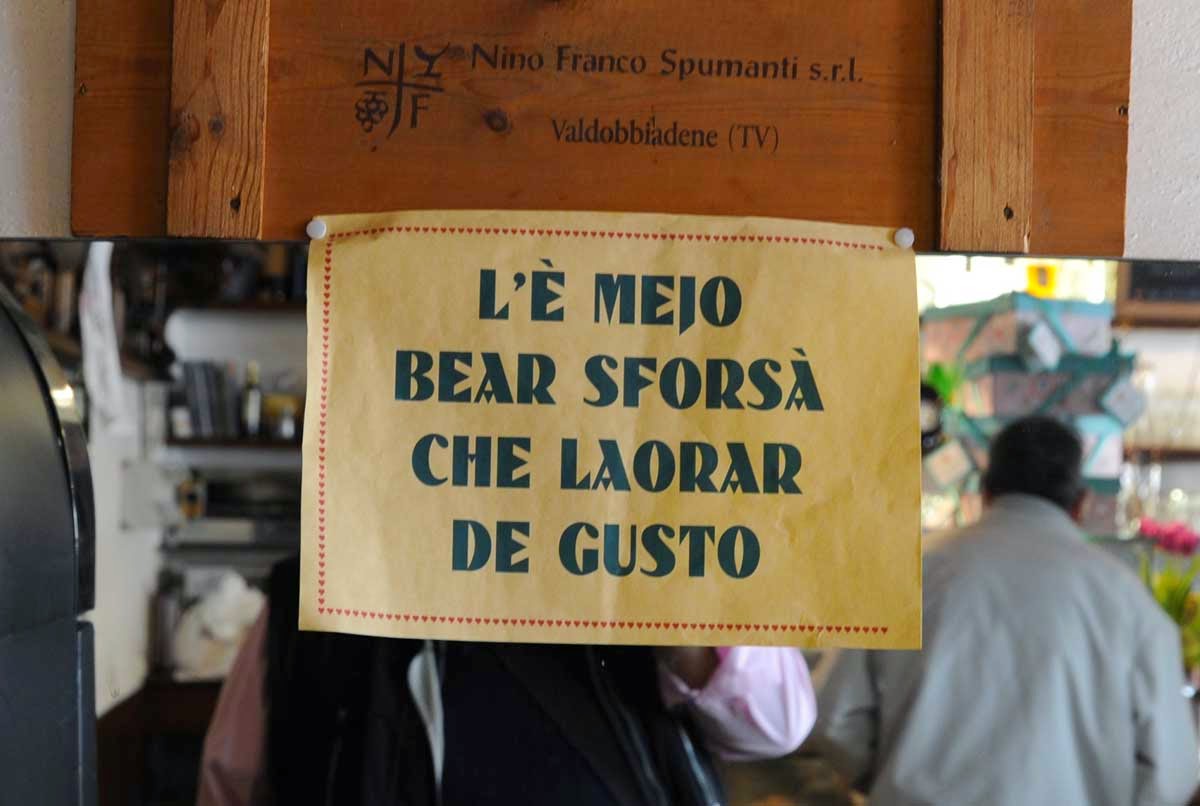 N F
Nino Franco Spumanti s.r.l.
Valdobbiadene (TV)
L'È MEJO
BEAR SFORSÀ
CHE LAORAR
DE GUSTO